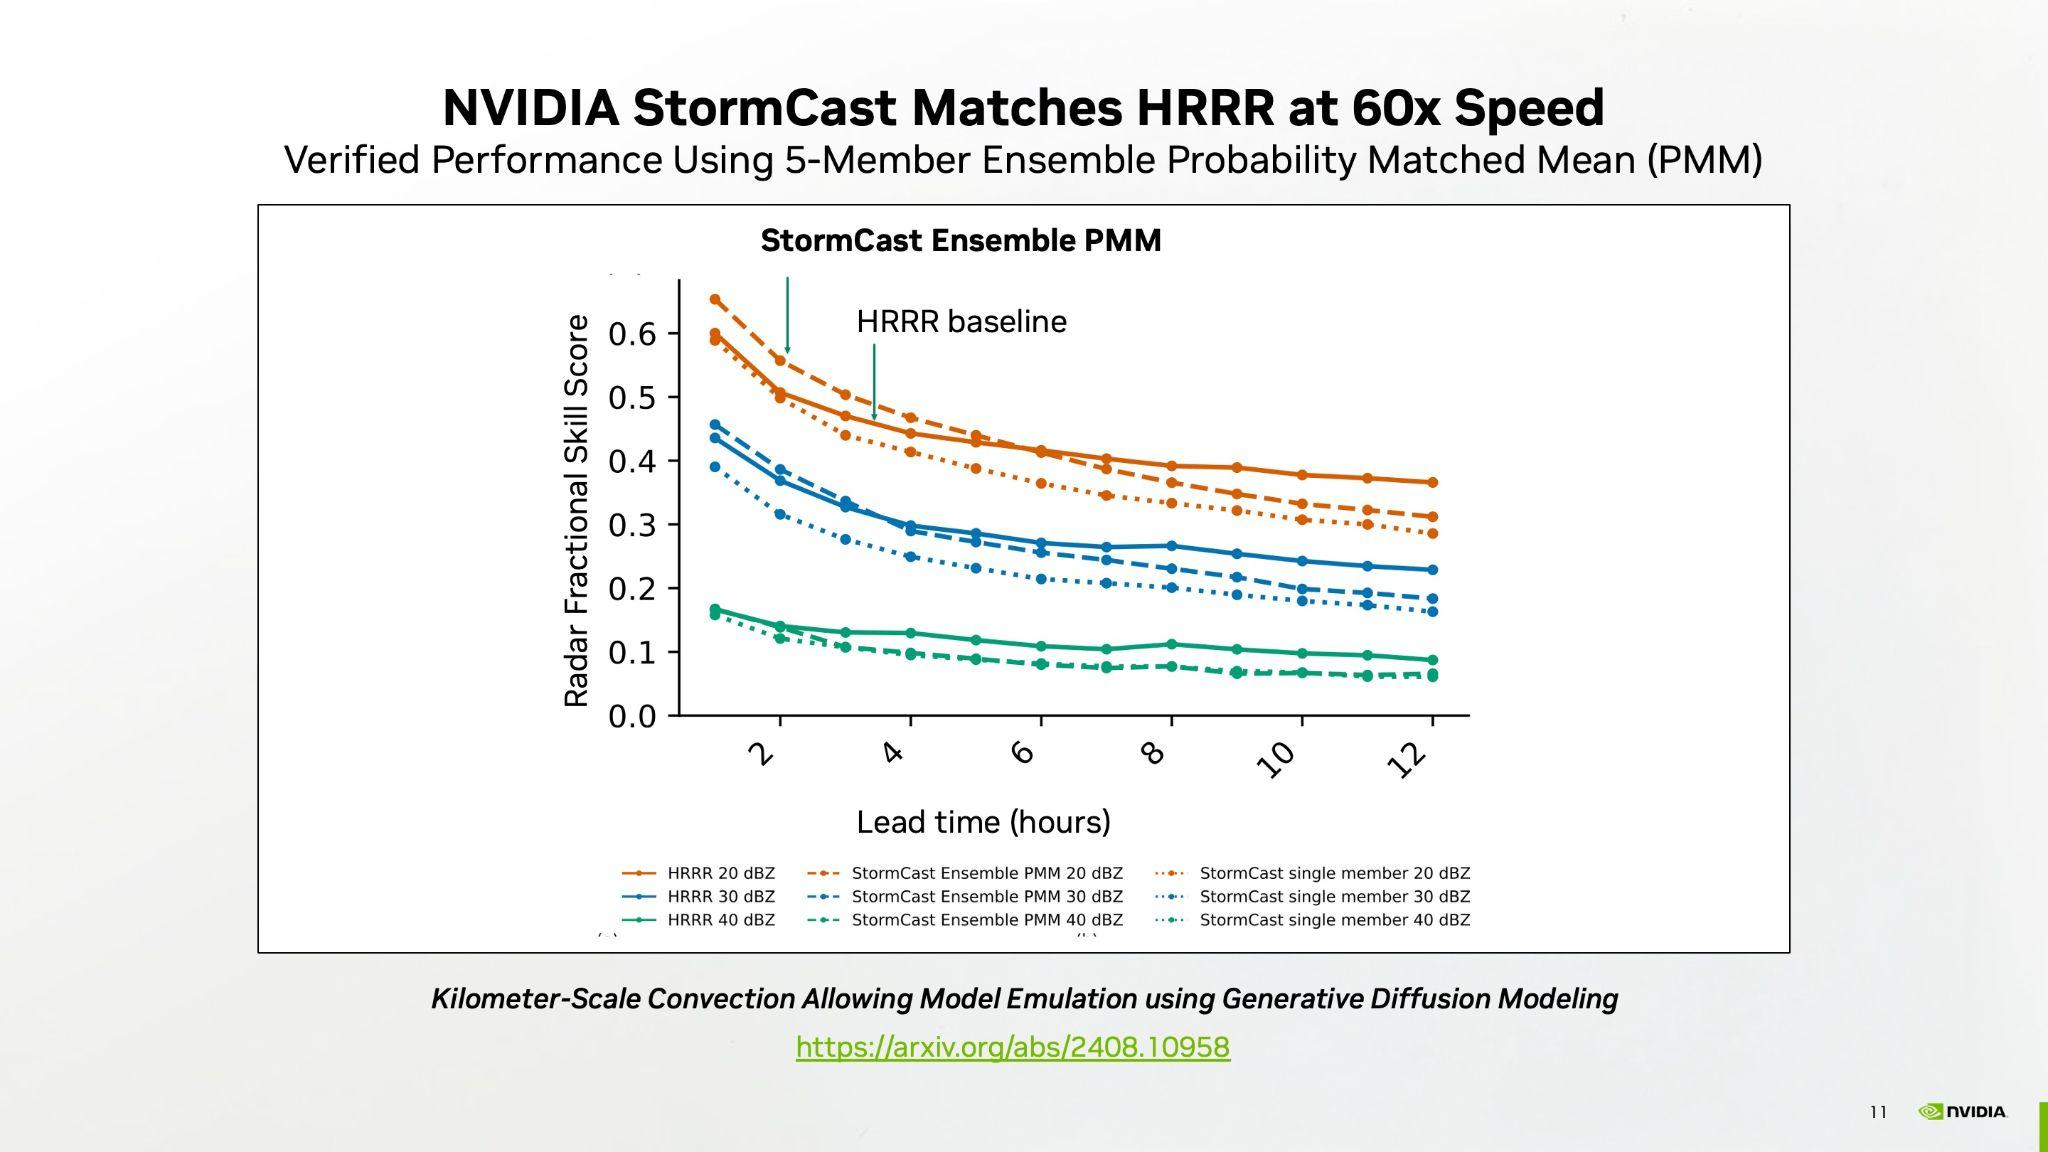 NVIDIA StormCast Matches HRRR at 60x Speed
Verified Performance Using 5-Member Ensemble Probability Matched Mean (PMM)
StormCast Ensemble PMM
HRRR baseline
Radar Fractional Skill Score
0.6
0.5
0.4
0.3
0.2
0.1
0.0
2 4 6 8 10 12
Lead time (hours)
HRRR 20 dBZ StormCast Ensemble PMM 20 dBZ StormCast single member 20 dBZ
HRRR 30 dBZ StormCast Ensemble PMM 30 dBZ StormCast single member 30 dBZ
HRRR 40 dBZ StormCast Ensemble PMM 40 dBZ StormCast single member 40 dBZ
Kilometer-Scale Convection Allowing Model Emulation using Generative Diffusion Modeling
https://arxiv.org/abs/2408.10958
11 NVIDIA